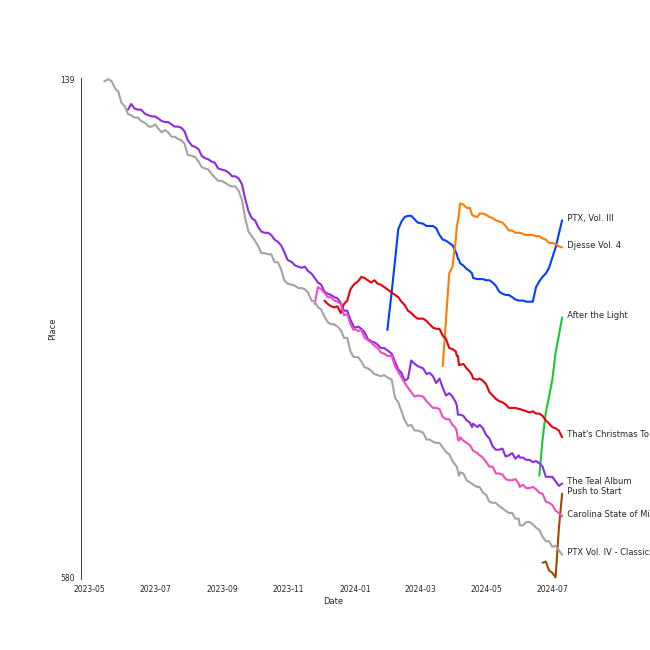 139
PTX, Vol. III
Djesse Vol. 4
After the Light
Place
That's Christmas To
The Teal Album
Push to Start
Carolina State of Mi
PTX Vol. IV - Classic
580
2023-05
2023-07
2023-09
2023-11
2024-01
2024-03
2024-05
2024-07
Date